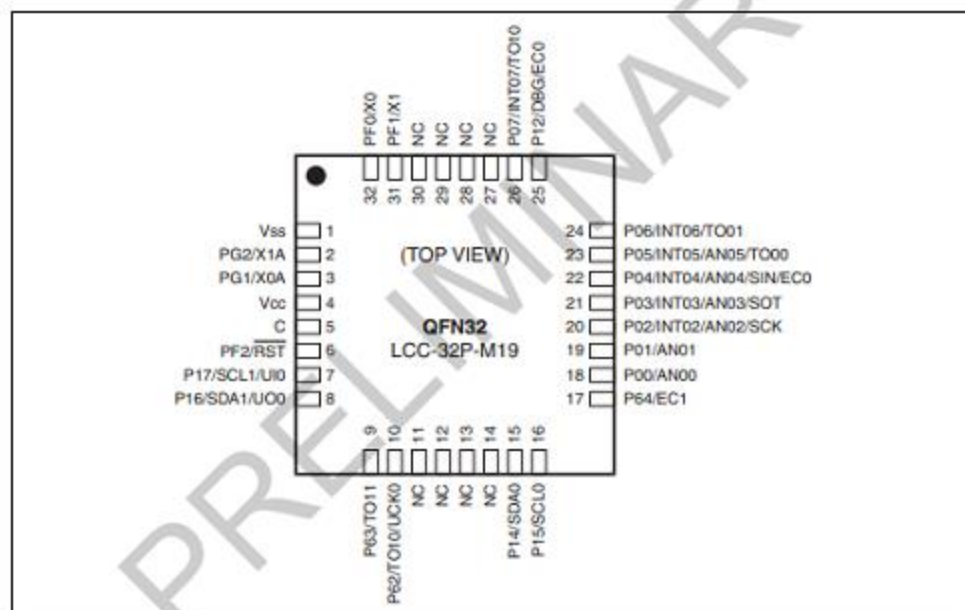 PRELIMINAR
PF0/X0
PF1/X1
NC
NC
NC
NC
P07/INT07/TO10
P12/DBG/EC0
32
31
30
29
28
27
26
25
Vss 1
PG2/X1A 2
PG1/X0A 3
Vcc 4
C 5
PF2/RST 6
P17/SCL1/UI0 7
P16/SDA1/UO0 8
(TOP VIEW)
QFN32
LCC-32P-M19
24 P06/INT06/TO01
23 P05/INT05/AN05/TO00
22 P04/INT04/AN04/SIN/EC0
21 P03/INT03/AN03/SOT
20 P02/INT02/AN02/SCK
19 P01/AN01
18 P00/AN00
17 P64/EC1
9
10
11
12
13
14
15
16
P63/TO11
P62/TO10/UCK0
NC
NC
NC
NC
P14/SDA0
P15/SCL0